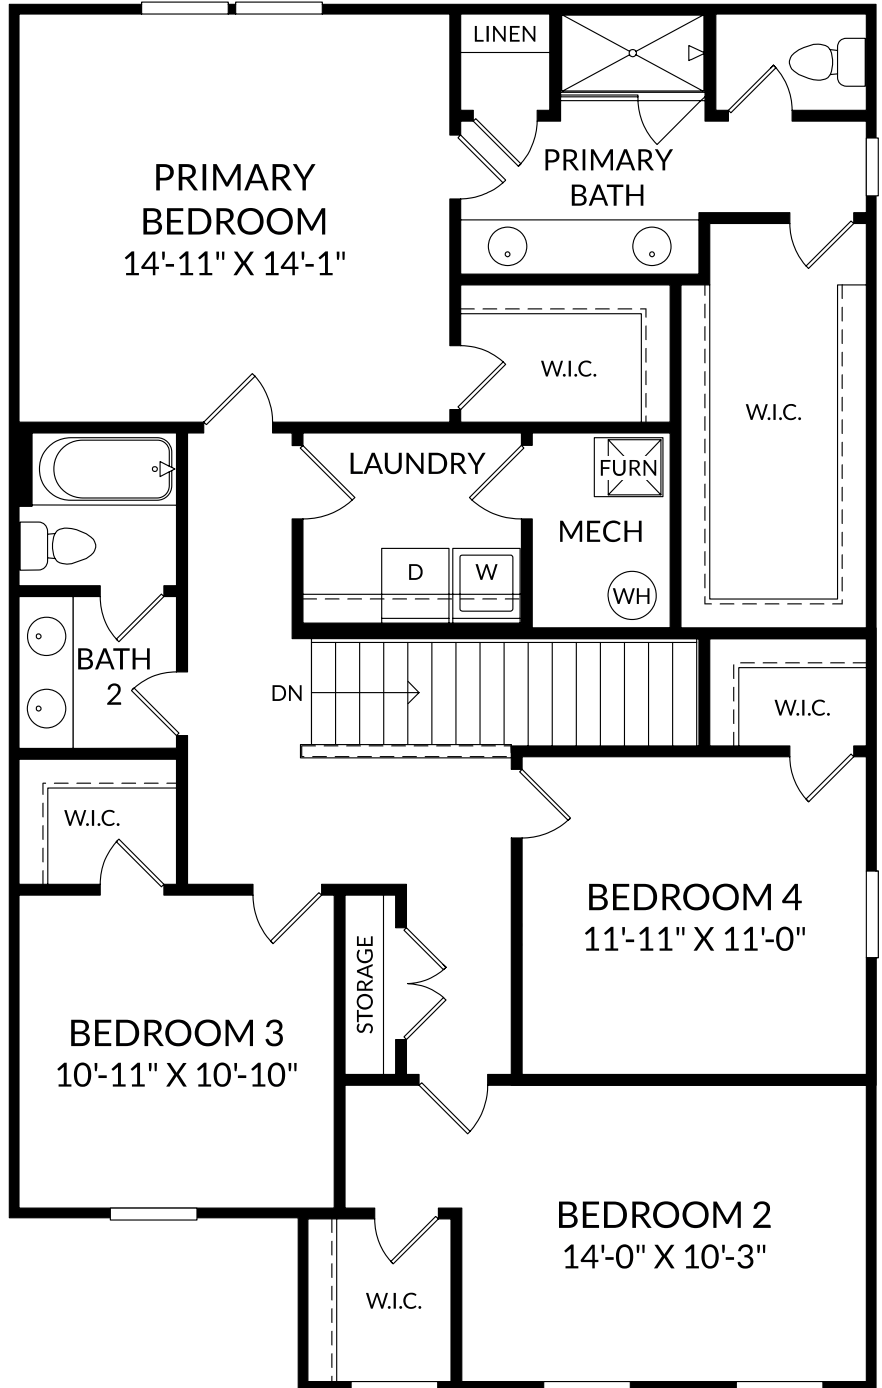 LINEN
PRIMARY
BEDROOM
14'-11" X 14'-1"
PRIMARY
BATH
W.I.C.
W.I.C.
LAUNDRY
FURN
MECH
D
W
WH
BATH
2
DN
W.I.C.
W.I.C.
BEDROOM 4
11'-11" X 11'-0"
STORAGE
BEDROOM 3
10'-11" X 10'-10"
BEDROOM 2
14'-0" X 10'-3"
W.I.C.